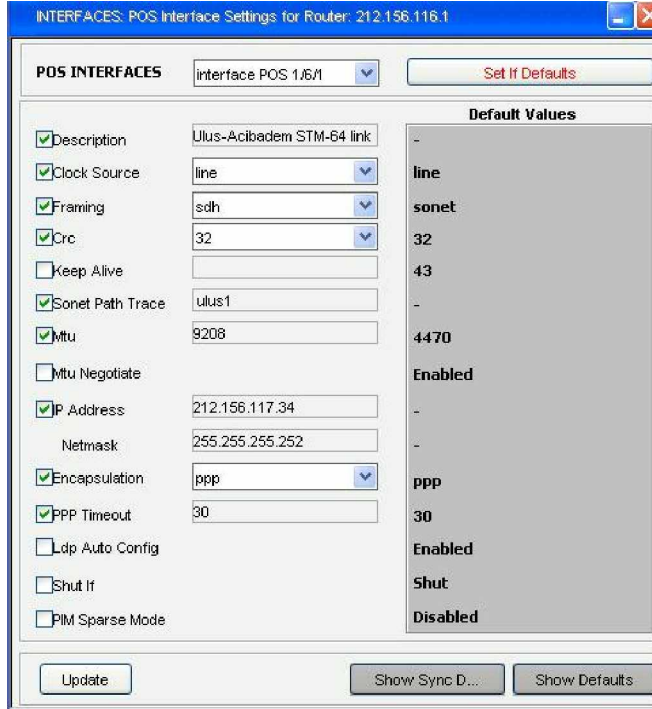 INTERFACES: POS Interface Settings for Router: 212.156.116.1
POS INTERFACES interface POS 1/6/1 Set If Defaults
Default Values
Description Ulus-Acibadem STM-64 link -
Clock Source line line
Framing sdh sonet
Crc 32 32
Keep Alive 43
Sonet Path Trace ulus1 -
Mtu 9208 4470
Mtu Negotiate Enabled
IP Address 212.156.117.34 -
Netmask 255.255.255.252 -
Encapsulation ppp ppp
PPP Timeout 30 30
Ldp Auto Config Enabled
Shut If Shut
PIM Sparse Mode Disabled
Update Show Sync D... Show Defaults